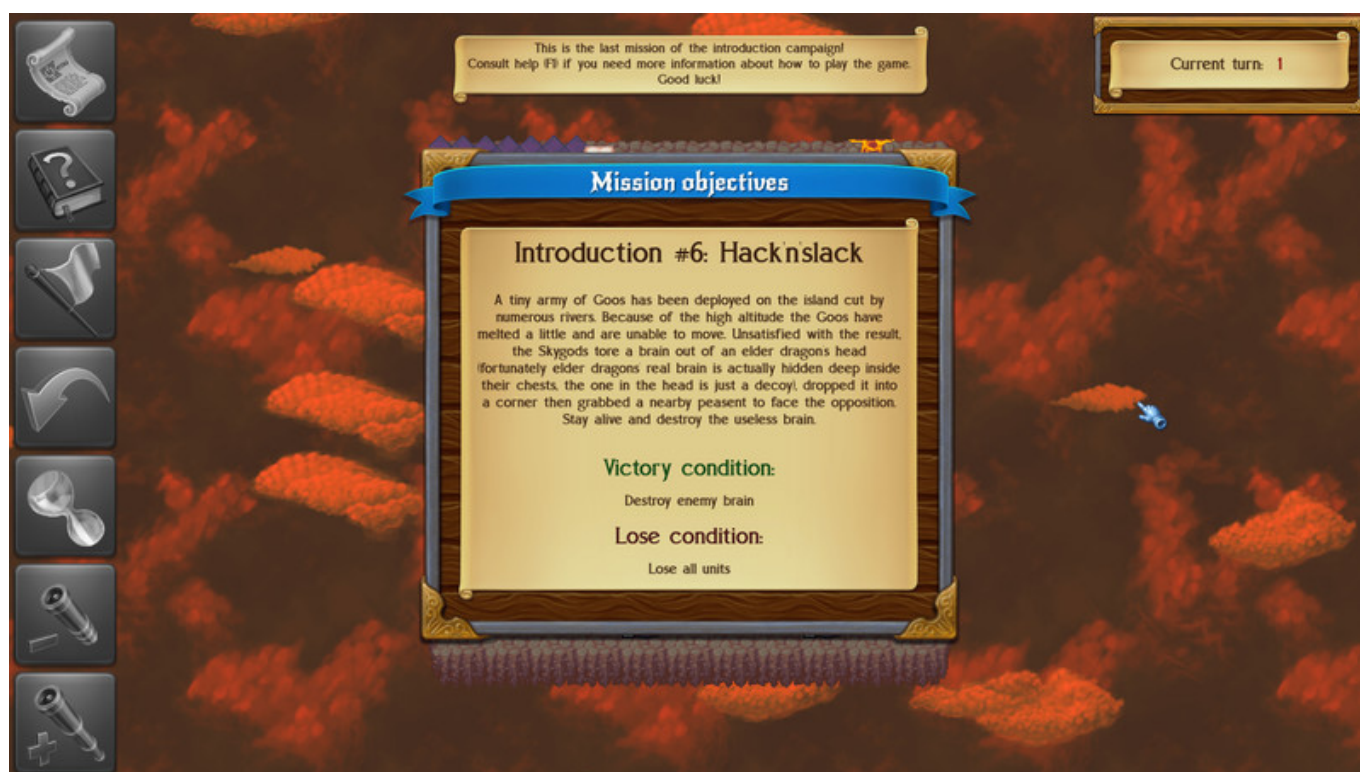 This is the last mission of the introduction campaign!
Consult help (F1) if you need more information about how to play the game.
Good luck!
Current turn: 1
Mission objectives
Introduction #6: Hack'n'slack
A tiny army of Goos has been deployed on the island cut by
numerous rivers. Because of the high altitude the Goos have
melted a little and are unable to move. Unsatisfied with the result,
the Skygods tore a brain out of an elder dragon's head
(fortunately elder dragons real brain is actually hidden deep inside
their chests, the one in the head is just a decoy), dropped it into
a corner then grabbed a nearby peasent to face the opposition.
Stay alive and destroy the useless brain.
Victory condition:
Destroy enemy brain
Lose condition:
Lose all units